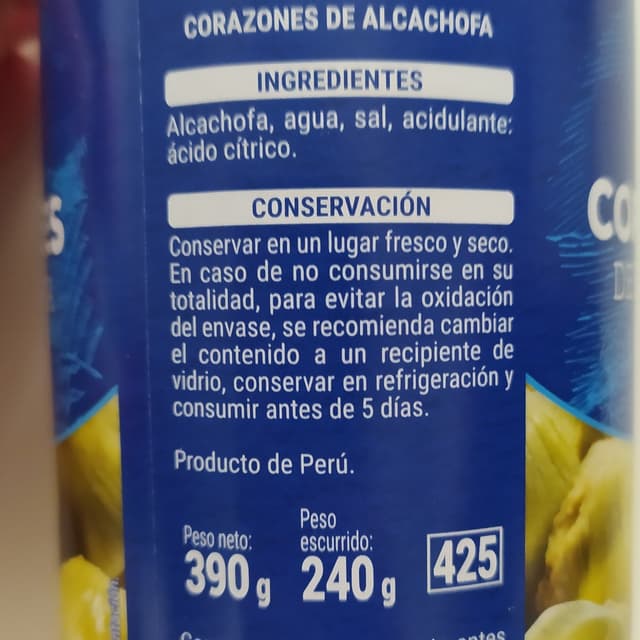 CORAZONES DE ALCACHOFA
INGREDIENTES
Alcachofa, agua, sal, acidulante:
ácido cítrico.
CONSERVACIÓN
Conservar en un lugar fresco y seco.
En caso de no consumirse en su
totalidad, para evitar la oxidación
del envase, se recomienda cambiar
el contenido a un recipiente de
vidrio, conservar en refrigeración y
consumir antes de 5 días.
Producto de Perú.
Peso neto:
390 g
Peso
escurrido:
240 g
425
CO